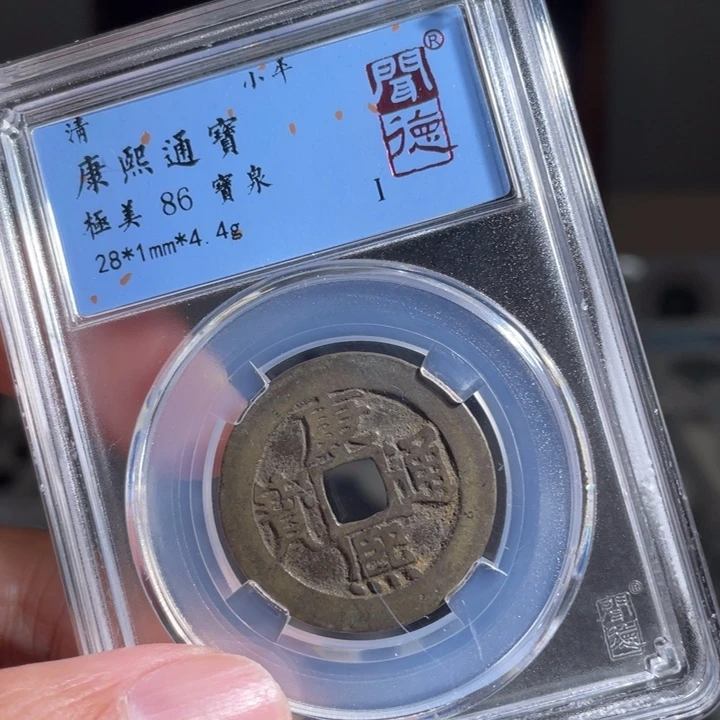 清 小平
康熙通寶
極美 86 寶泉
28*1mm*4.4g
I
聞德®
康熙通寶
聞德®